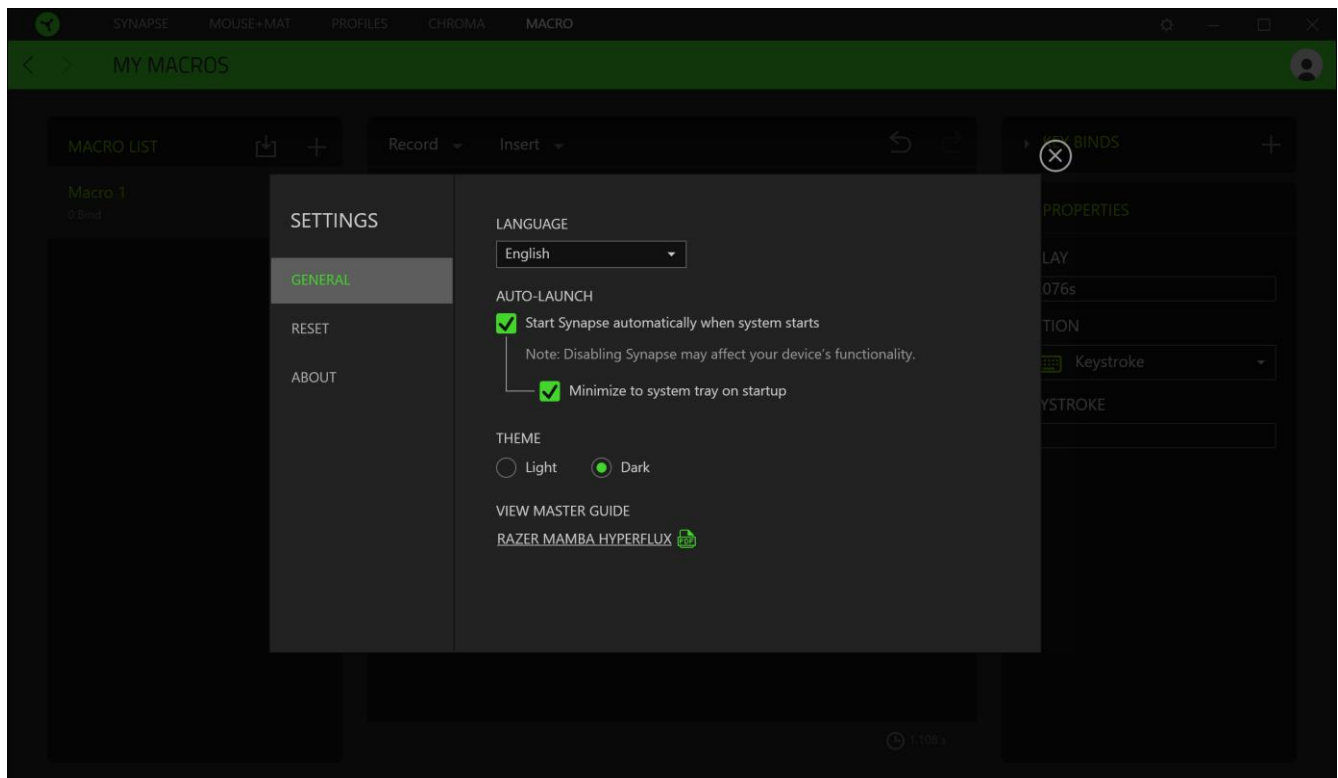 SYNAPSE MOUSE+MAT PROFILES CHROMA MACRO
MY MACROS
MACRO LIST
Macro 1
0 Bind
Record Insert
KEY BINDS
PROPERTIES
LAY
076s
TION
Keystroke
YSTROKE
1.106 s
SETTINGS
GENERAL
RESET
ABOUT
LANGUAGE
English
AUTO-LAUNCH
Start Synapse automatically when system starts
Note: Disabling Synapse may affect your device's functionality.
Minimize to system tray on startup
THEME
Light Dark
VIEW MASTER GUIDE
RAZER MAMBA HYPERFLUX PDF